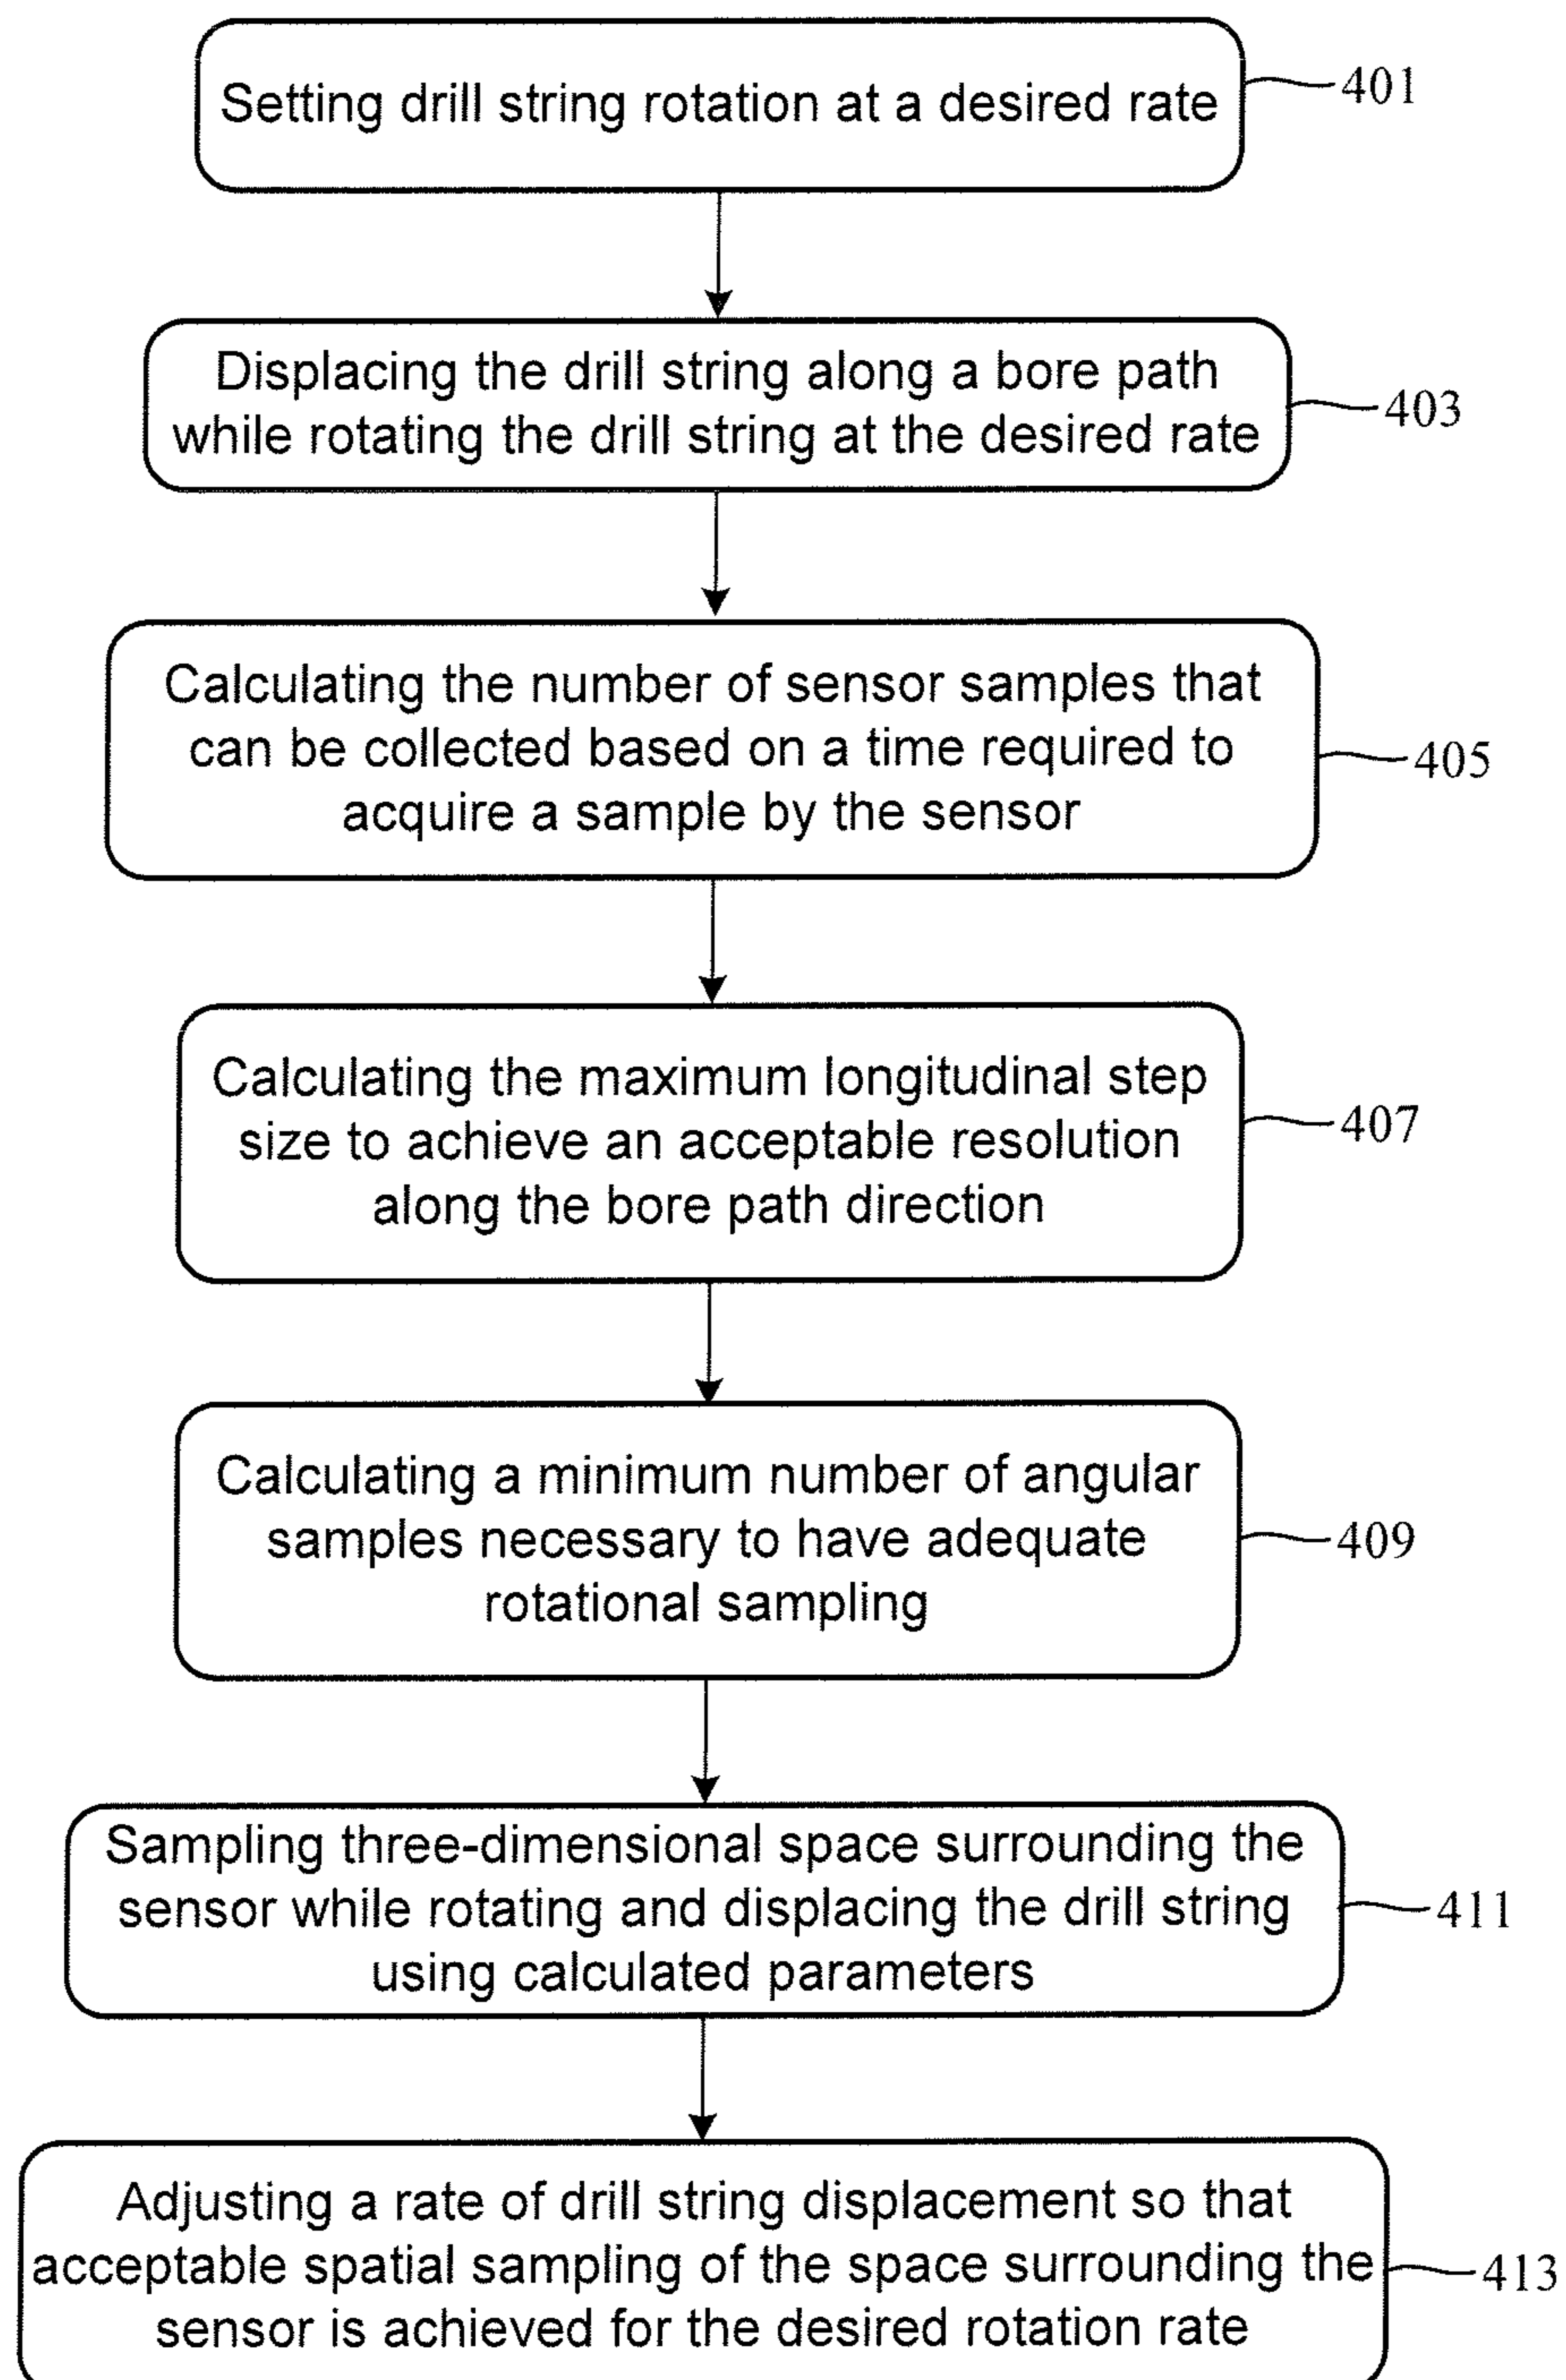 Setting drill string rotation at a desired rate
401
Displacing the drill string along a bore path
while rotating the drill string at the desired rate
403
Calculating the number of sensor samples that
can be collected based on a time required to
acquire a sample by the sensor
405
Calculating the maximum longitudinal step
size to achieve an acceptable resolution
along the bore path direction
407
Calculating a minimum number of angular
samples necessary to have adequate
rotational sampling
409
Sampling three-dimensional space surrounding the
sensor while rotating and displacing the drill string
using calculated parameters
411
Adjusting a rate of drill string displacement so that
acceptable spatial sampling of the space surrounding the
sensor is achieved for the desired rotation rate
413